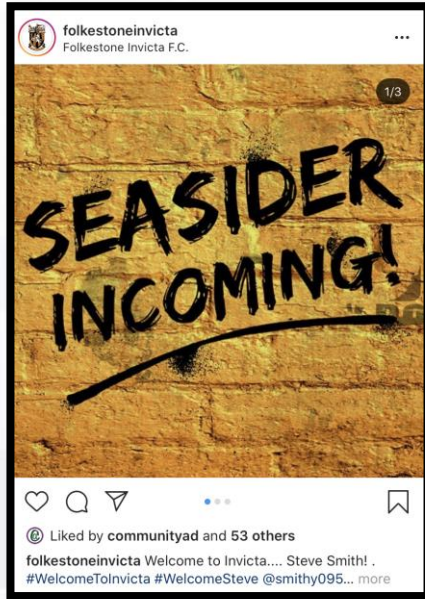 folkestoneinvicta
Folkestone Invicta F.C.
1/3
SEASIDER
INCOMING!
Liked by communityad and 53 others
folkestoneinvicta Welcome to Invicta.... Steve Smith! .
#WelcomeToInvicta #WelcomeSteve @smithy095... more